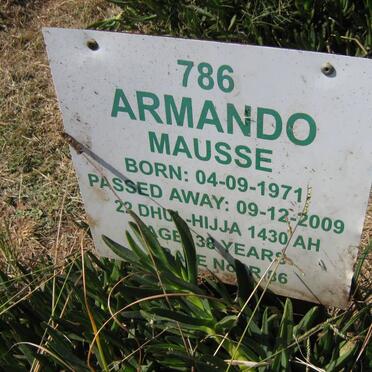 786
ARMANDO
MAUSSE
BORN: 04-09-1971
PASSED AWAY: 09-12-2009
22 DHUL-HIJJA 1430 AH
AGE: 38 YEARS